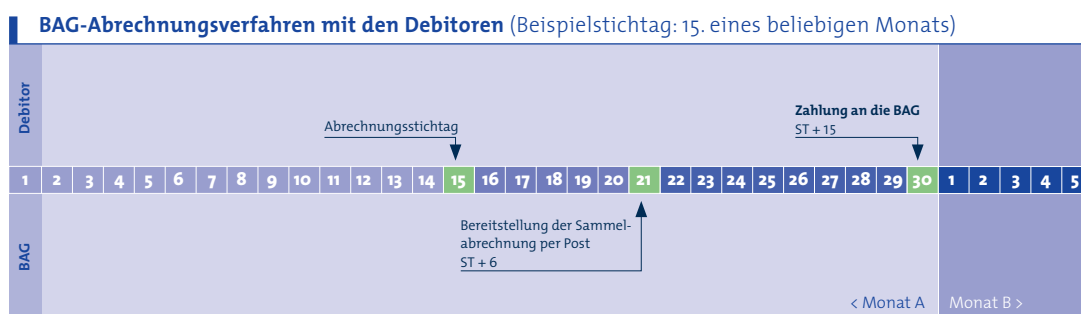 BAG-Abrechnungsverfahren mit den Debitoren (Beispielstichtag: 15. eines beliebigen Monats)
Debitor
Abrechnungsstichtag
Zahlung an die BAG
ST + 15
1 2 3 4 5 6 7 8 9 10 11 12 13 14 15 16 17 18 19 20 21 22 23 24 25 26 27 28 29 30 1 2 3 4 5
BAG
Bereitstellung der Sammel-
abrechnung per Post
ST + 6
< Monat A
Monat B >